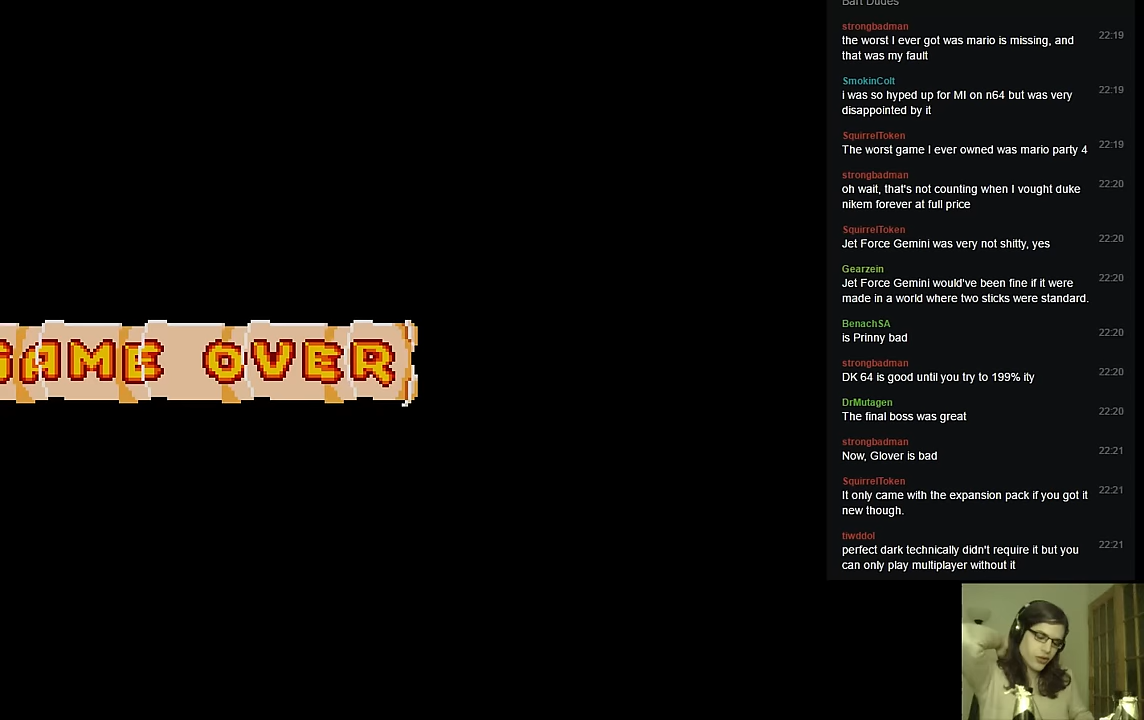 Bart Dudes
strongbadman
the worst I ever got was mario is missing, and 22:19
that was my fault
SmokinColt
i was so hyped up for MI on n64 but was very 22:19
disappointed by it
SquirrelToken
The worst game I ever owned was mario party 4 22:19
strongbadman
oh wait, that's not counting when I vought duke 22:20
nikem forever at full price
SquirrelToken
Jet Force Gemini was very not shitty, yes 22:20
Gearzein
Jet Force Gemini would've been fine if it were 22:20
made in a world where two sticks were standard.
BenachSA
is Prinny bad 22:20
strongbadman
DK 64 is good until you try to 199% ity 22:20
DrMutagen
The final boss was great 22:20
strongbadman
Now, Glover is bad 22:21
SquirrelToken
It only came with the expansion pack if you got it 22:21
new though.
tiwddol
perfect dark technically didn't require it but you 22:21
can only play multiplayer without it
GAME OVER